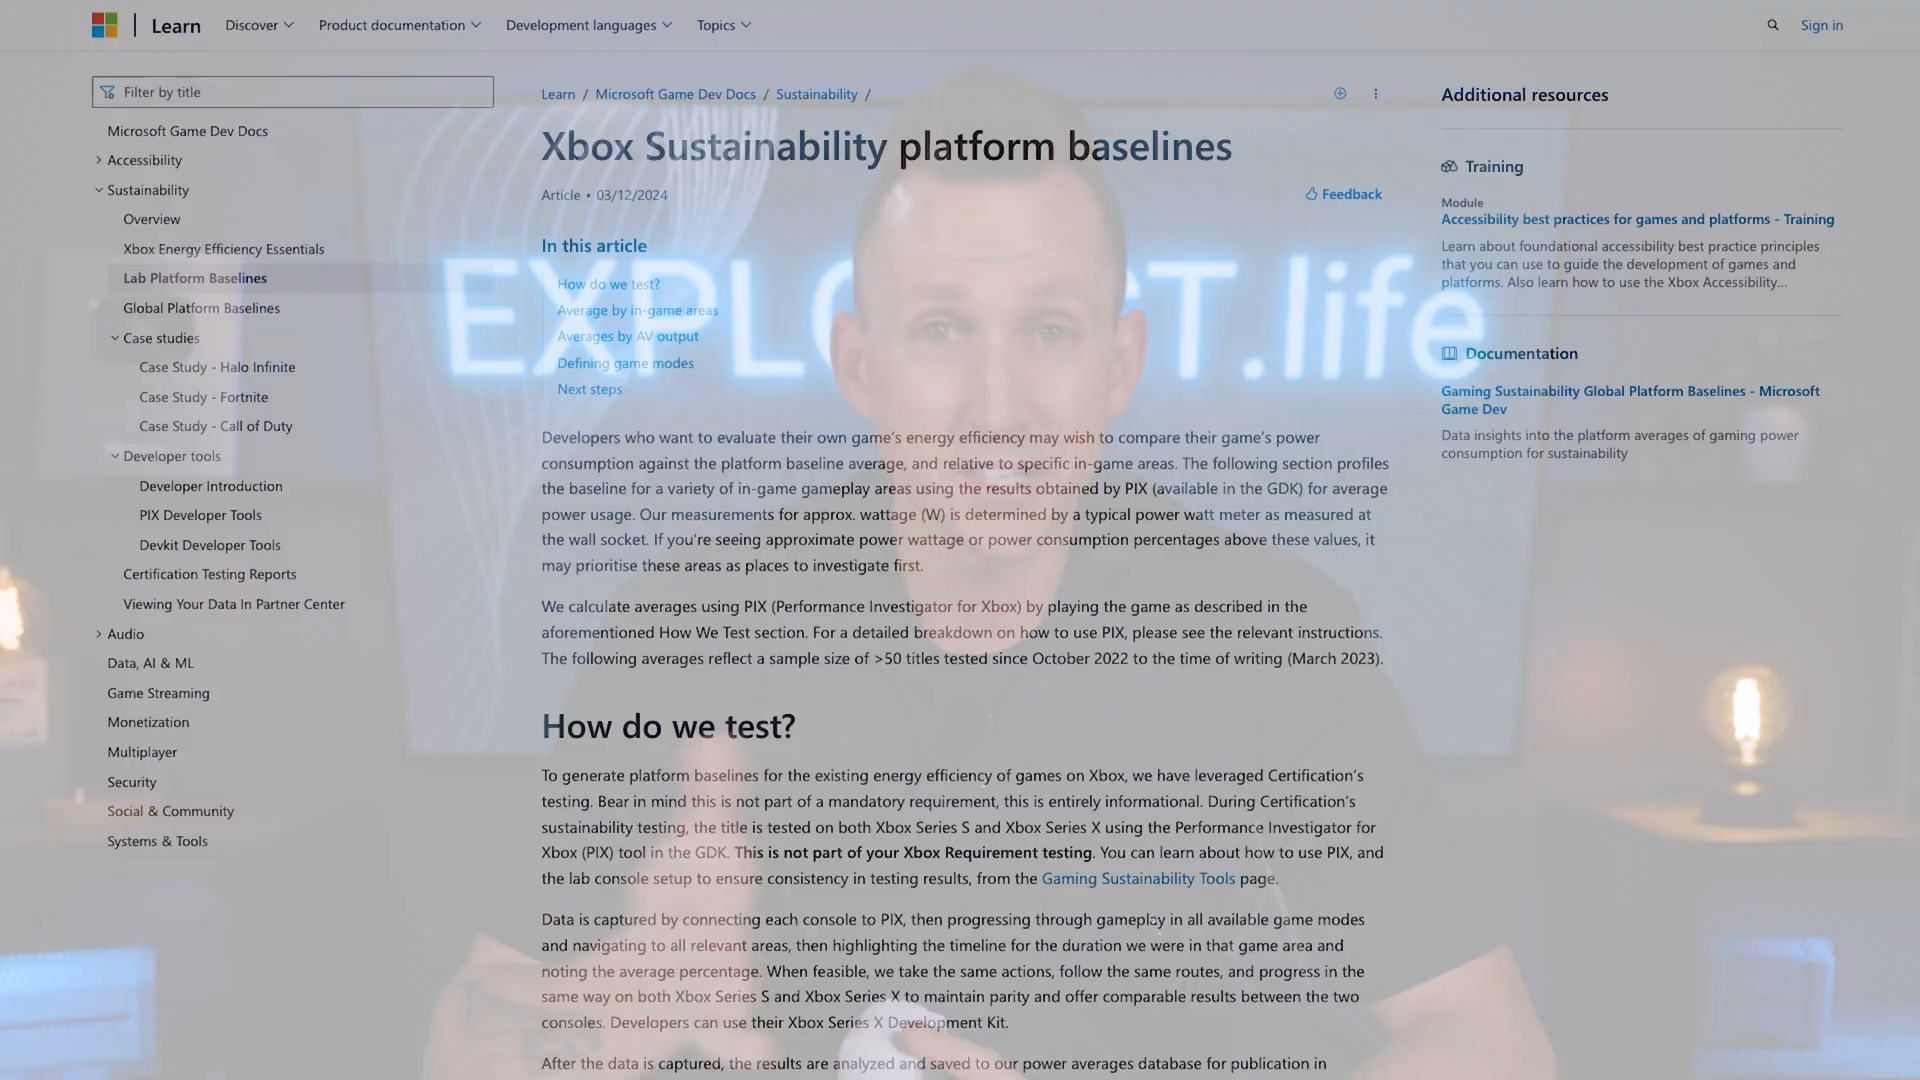 Learn
Discover
Product documentation
Development languages
Topics
Sign in
Filter by title
Microsoft Game Dev Docs
Accessibility
Sustainability
Overview
Xbox Energy Efficiency Essentials
Lab Platform Baselines
Global Platform Baselines
Case studies
Case Study - Halo Infinite
Case Study - Fortnite
Case Study - Call of Duty
Developer tools
Developer Introduction
PIX Developer Tools
Devkit Developer Tools
Certification Testing Reports
Viewing Your Data In Partner Center
Audio
Data, AI & ML
Game Streaming
Monetization
Multiplayer
Security
Social & Community
Systems & Tools
Learn / Microsoft Game Dev Docs / Sustainability /
Xbox Sustainability platform baselines
Article • 03/12/2024
Feedback
In this article
How do we test?
Average by in-game areas
Averages by AV output
Defining game modes
Next steps
Developers who want to evaluate their own game's energy efficiency may wish to compare their game's power
consumption against the platform baseline average, and relative to specific in-game areas. The following section profiles
the baseline for a variety of in-game gameplay areas using the results obtained by PIX (available in the GDK) for average
power usage. Our measurements for approx. wattage (W) is determined by a typical power watt meter as measured at
the wall socket. If you're seeing approximate power wattage or power consumption percentages above these values, it
may prioritise these areas as places to investigate first.
We calculate averages using PIX (Performance Investigator for Xbox) by playing the game as described in the
aforementioned How We Test section. For a detailed breakdown on how to use PIX, please see the relevant instructions.
The following averages reflect a sample size of >50 titles tested since October 2022 to the time of writing (March 2023).
How do we test?
To generate platform baselines for the existing energy efficiency of games on Xbox, we have leveraged Certification's
testing. Bear in mind this is not part of a mandatory requirement, this is entirely informational. During Certification's
sustainability testing, the title is tested on both Xbox Series S and Xbox Series X using the Performance Investigator for
Xbox (PIX) tool in the GDK. This is not part of your Xbox Requirement testing. You can learn about how to use PIX, and
the lab console setup to ensure consistency in testing results, from the Gaming Sustainability Tools page.
Data is captured by connecting each console to PIX, then progressing through gameplay in all available game modes
and navigating to all relevant areas, then highlighting the timeline for the duration we were in that game area and
noting the average percentage. When feasible, we take the same actions, follow the same routes, and progress in the
same way on both Xbox Series S and Xbox Series X to maintain parity and offer comparable results between the two
consoles. Developers can use their Xbox Series X Development Kit.
After the data is captured, the results are analyzed and saved to our power averages database for publication in
Additional resources
Training
Module
Accessibility best practices for games and platforms - Training
Learn about foundational accessibility best practice principles
that you can use to guide the development of games and
platforms. Also learn how to use the Xbox Accessibility...
Documentation
Gaming Sustainability Global Platform Baselines - Microsoft
Game Dev
Data insights into the platform averages of gaming power
consumption for sustainability